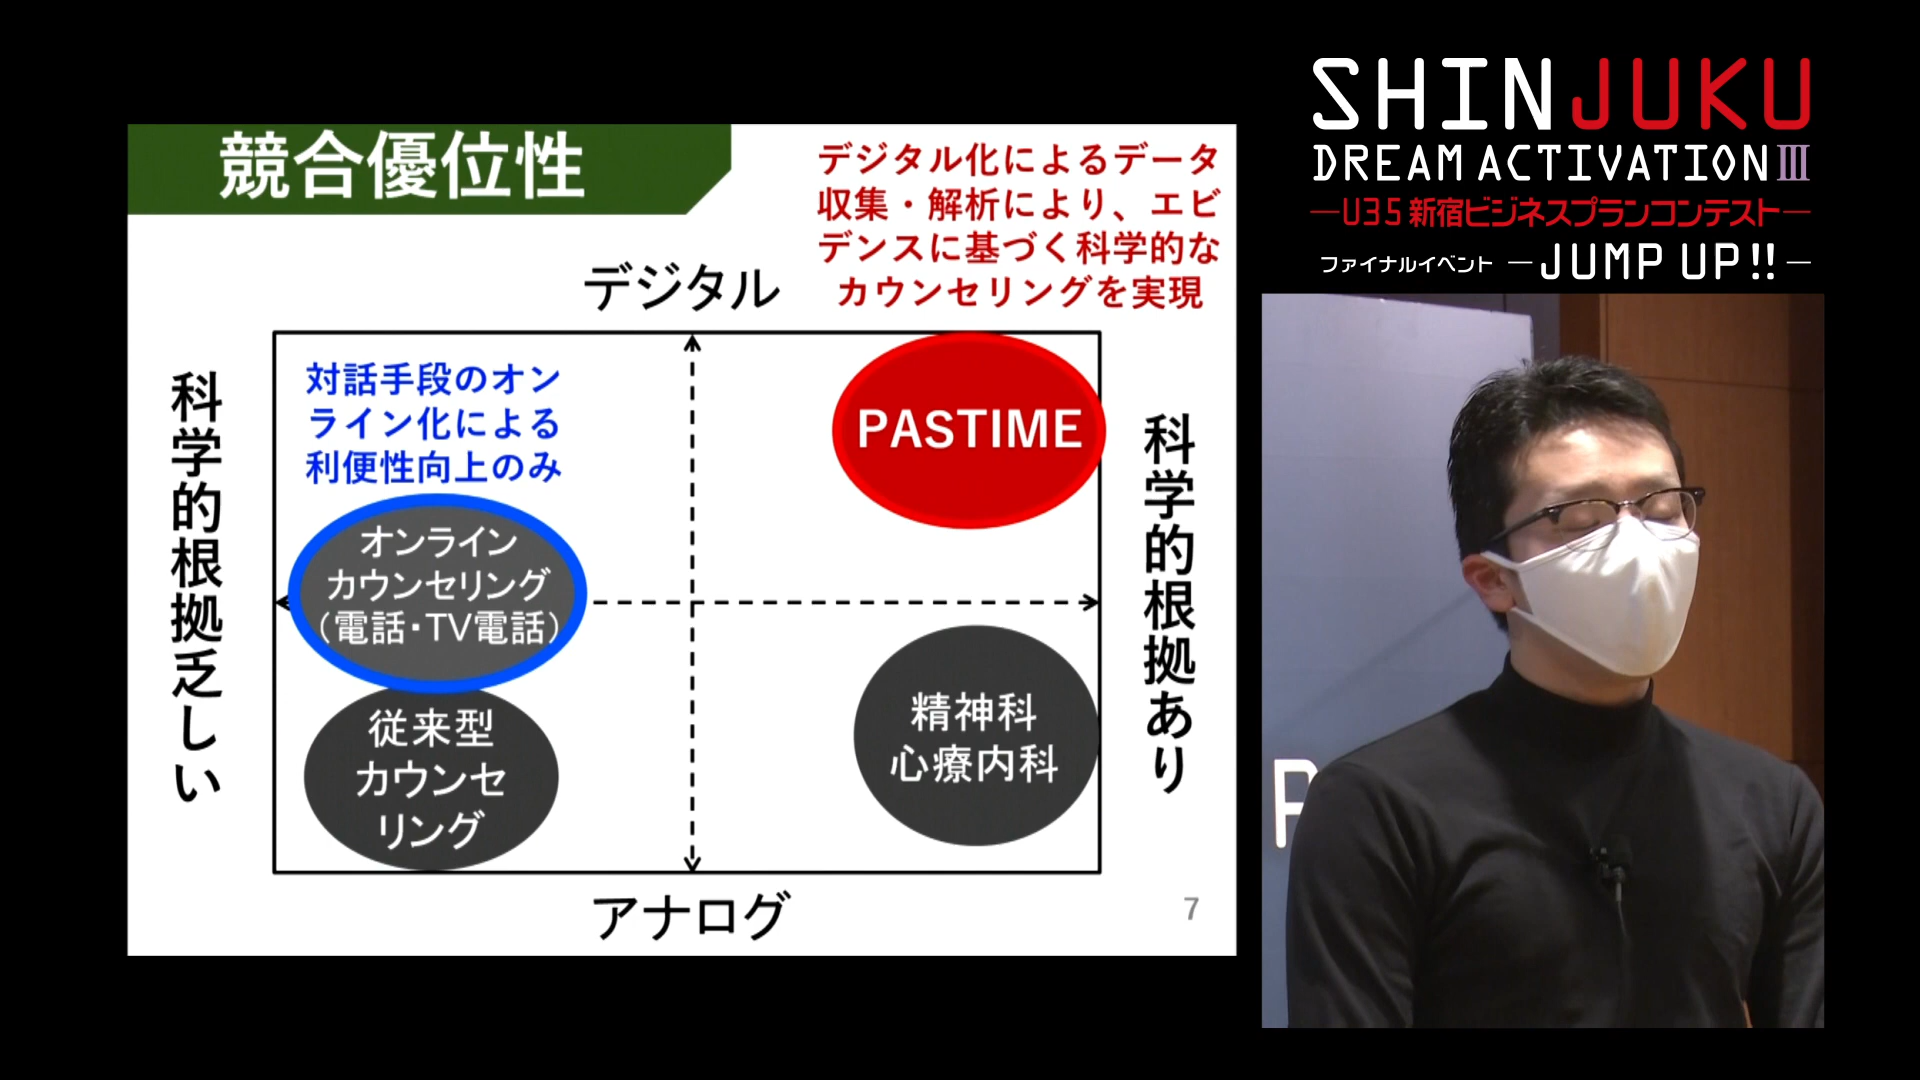 SHINJUKU
DREAM ACTIVATION III
―U35 新宿ビジネスプランコンテスト―
ファイナルイベント ―JUMP UP!!―
競合優位性
デジタル化によるデータ
収集・解析により、エビ
デンスに基づく科学的な
カウンセリングを実現
デジタル
科学的根拠乏しい
対話手段のオン
ライン化による
利便性向上のみ
PASTIME
科学的根拠あり
オンライン
カウンセリング
（電話・TV電話）
従来型
カウンセ
リング
精神科
心療内科
アナログ
7
P